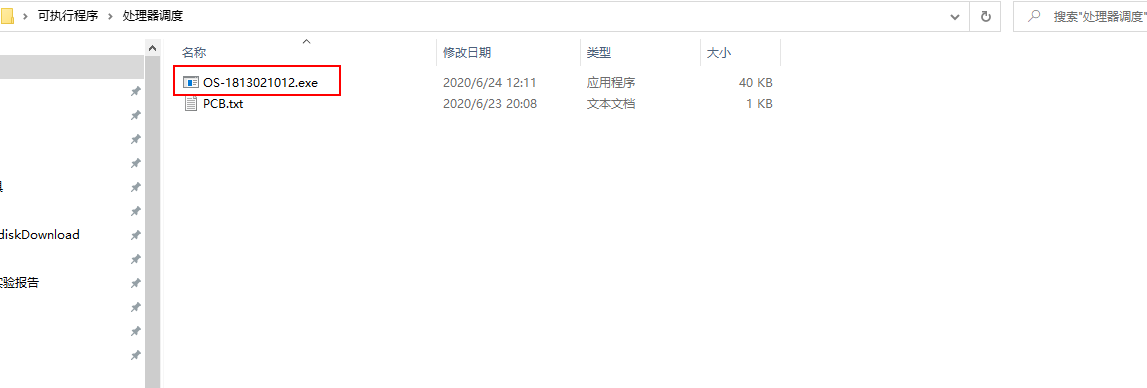 可执行程序 > 处理器调度
搜索"处理器调度"
名称 修改日期 类型 大小
OS-1813021012.exe 2020/6/24 12:11 应用程序 40 KB
PCB.txt 2020/6/23 20:08 文本文档 1 KB
diskDownload
验报告